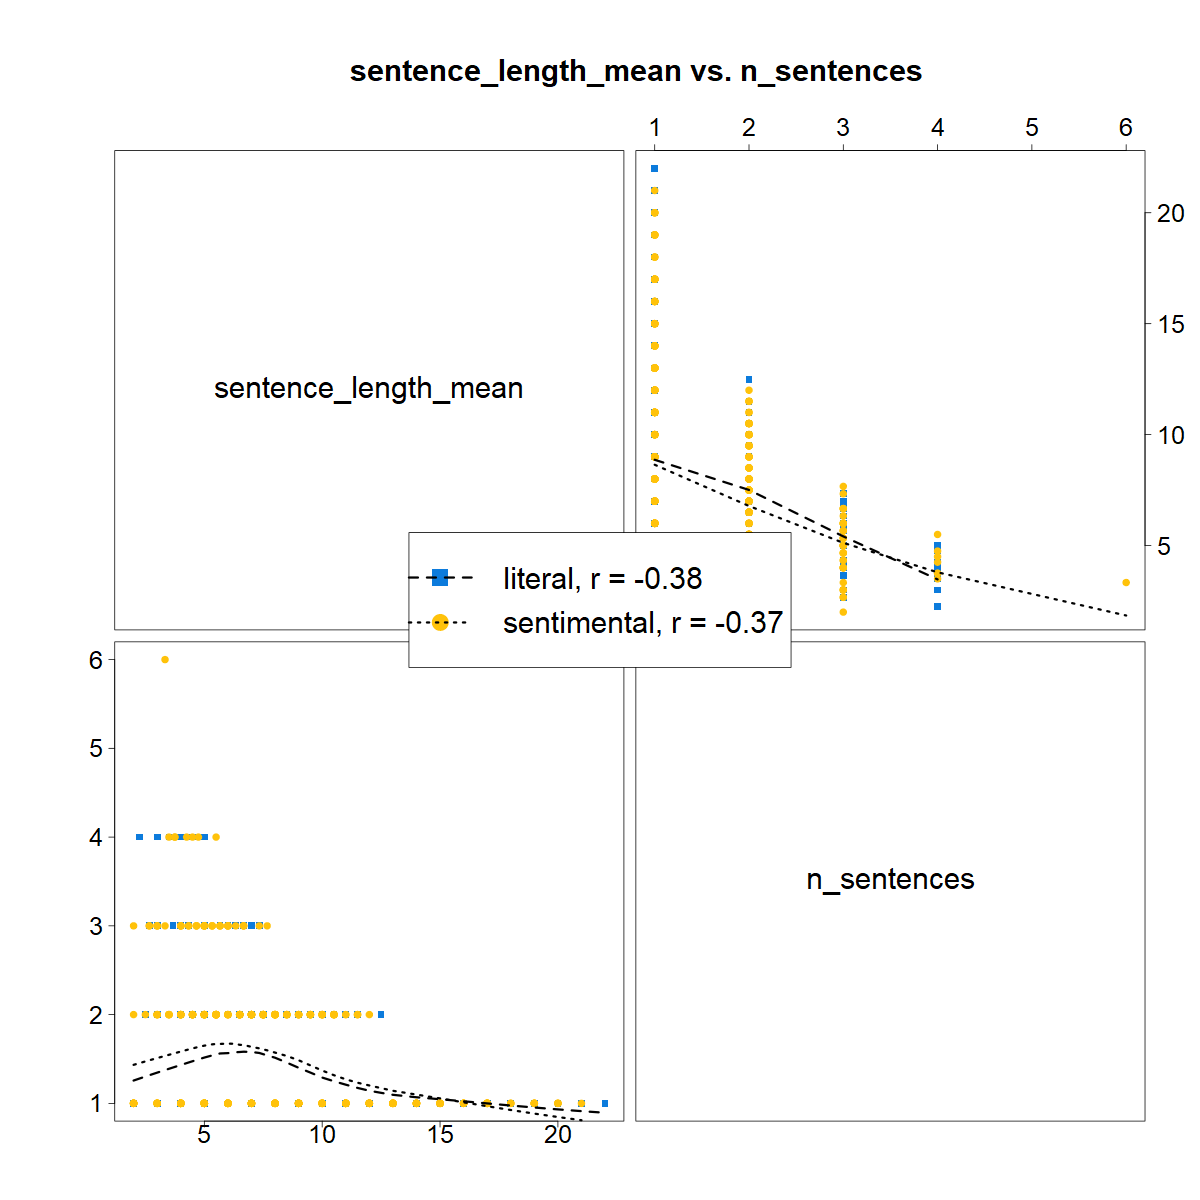 sentence_length_mean vs. n_sentences
1 2 3 4 5 6
sentence_length_mean
20
15
10
5
literal, r = -0.38
sentimental, r = -0.37
6
5
4
3
2
1
n_sentences
5 10 15 20